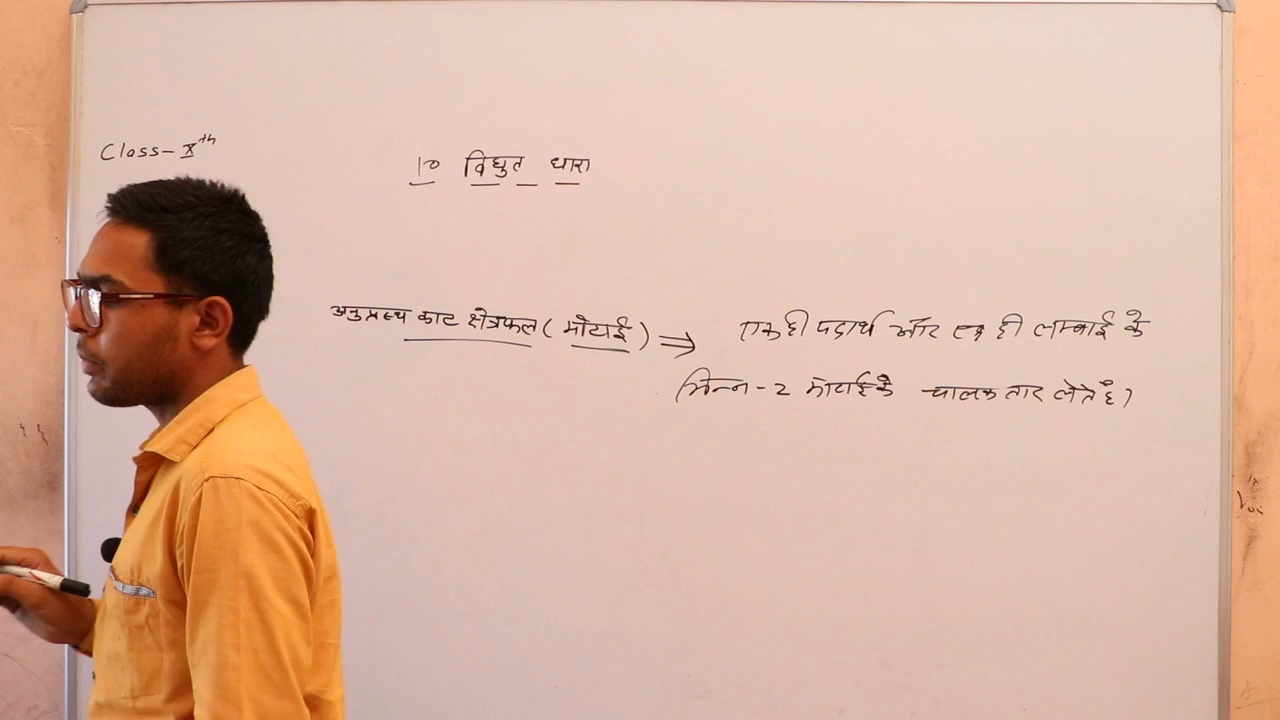 Class-Xth
10 विधुत धारा
अनुप्रस्थ काट क्षेत्रफल (मोटाई) ⇒ एक ही पदार्थ और एक ही लम्बाई के
भिन्न-2 मोटाई के चालक तार लेते है।